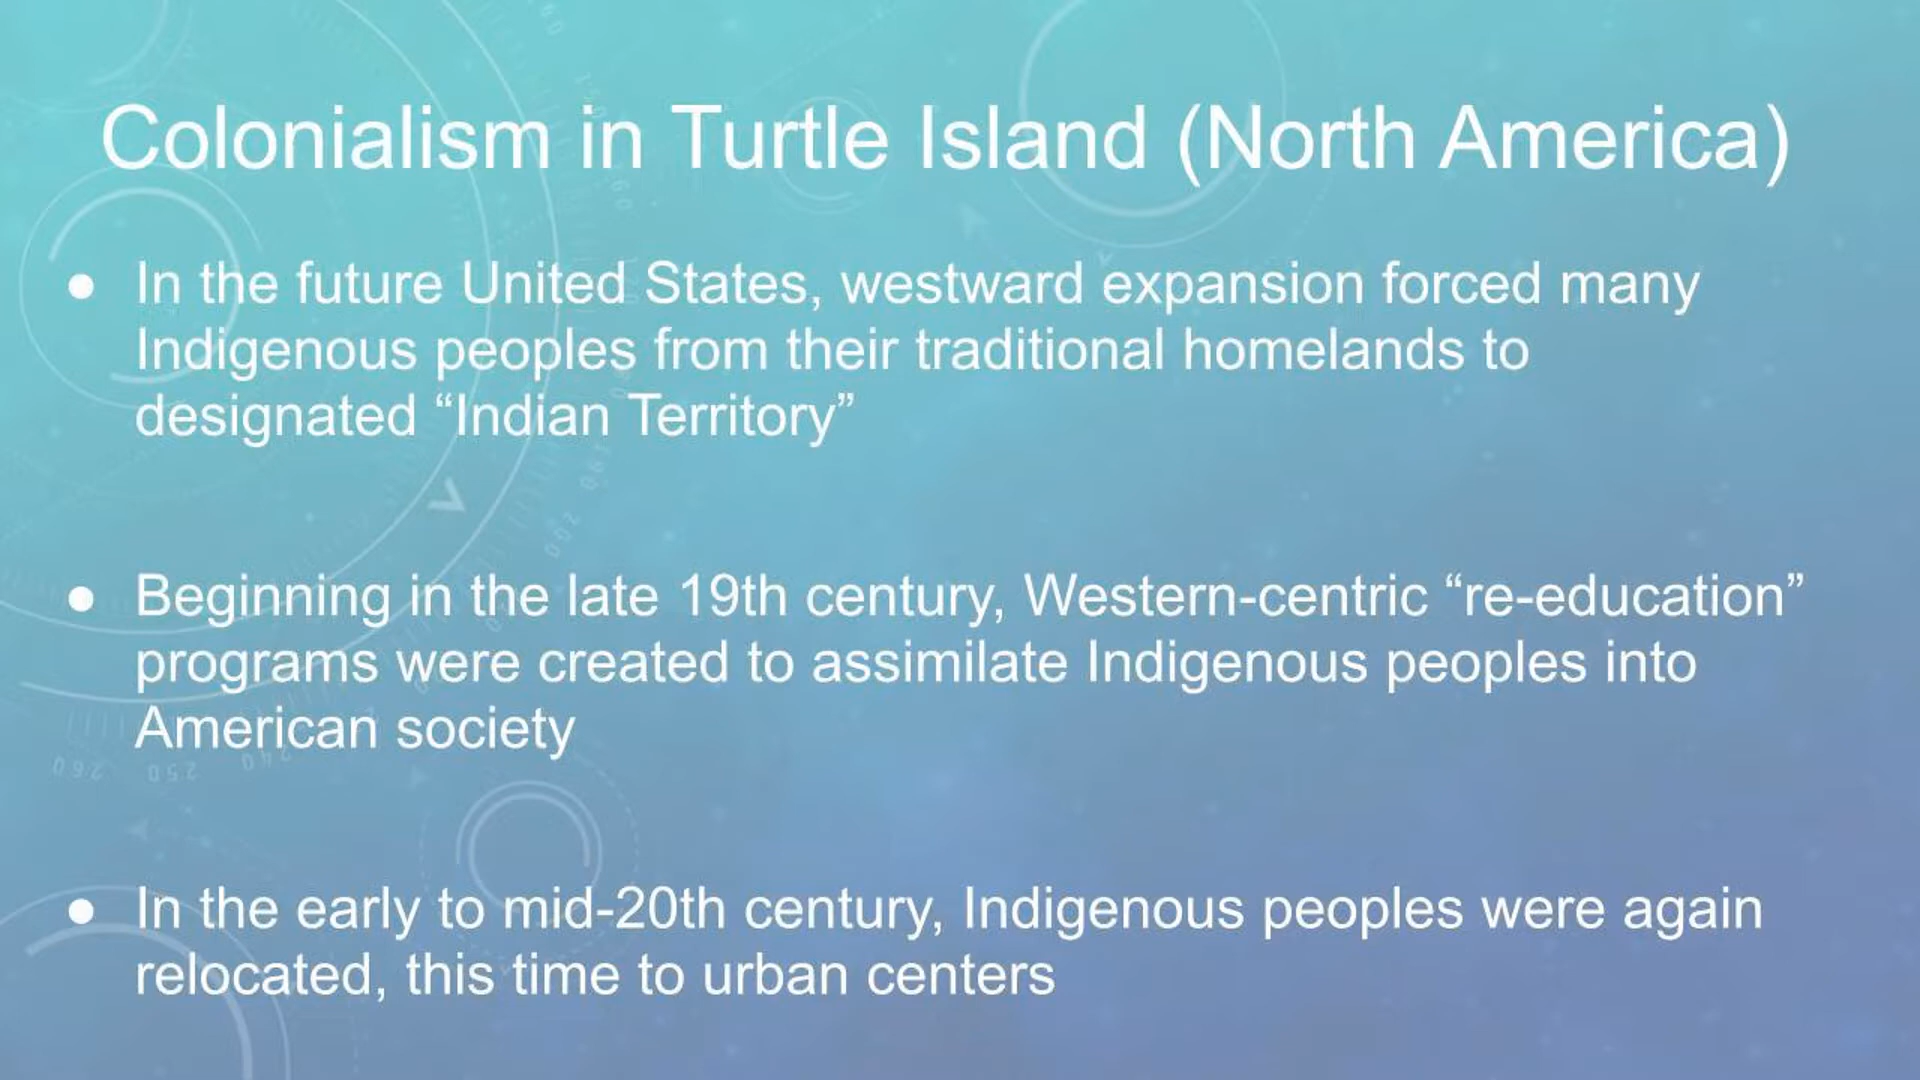 Colonialism in Turtle Island (North America)
● In the future United States, westward expansion forced many
Indigenous peoples from their traditional homelands to
designated “Indian Territory”
● Beginning in the late 19th century, Western-centric “re-education”
programs were created to assimilate Indigenous peoples into
American society
● In the early to mid-20th century, Indigenous peoples were again
relocated, this time to urban centers
260
250
240